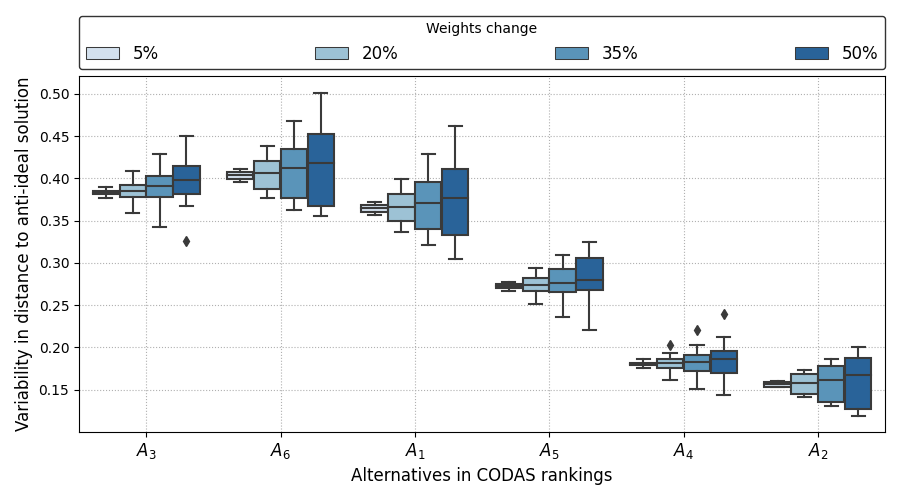 Weights change
5% 20% 35% 50%
Variability in distance to anti-ideal solution
0.50
0.45
0.40
0.35
0.30
0.25
0.20
0.15
A₃ A₆ A₁ A₅ A₄ A₂
Alternatives in CODAS rankings